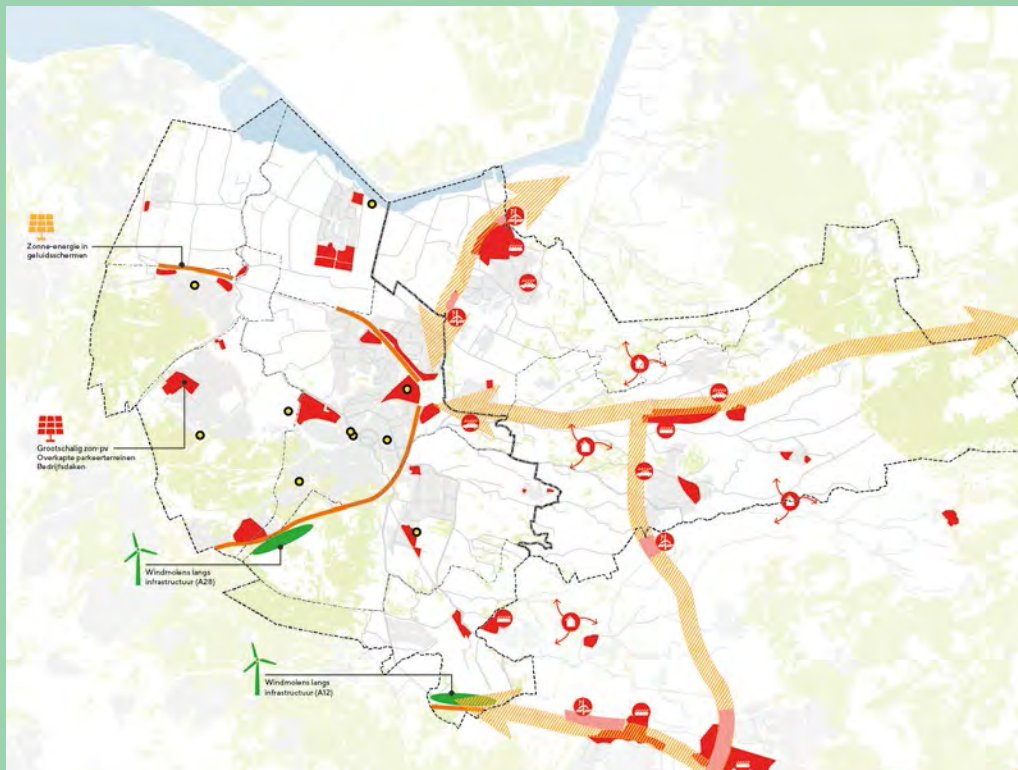 Zonne-energie in
geluidsschermen
Grootschalig zon-pv
Overkapte parkeerterreinen
Bedrijfsdaken
Windmolens langs
infrastructuur (A28)
Windmolens langs
infrastructuur (A12)